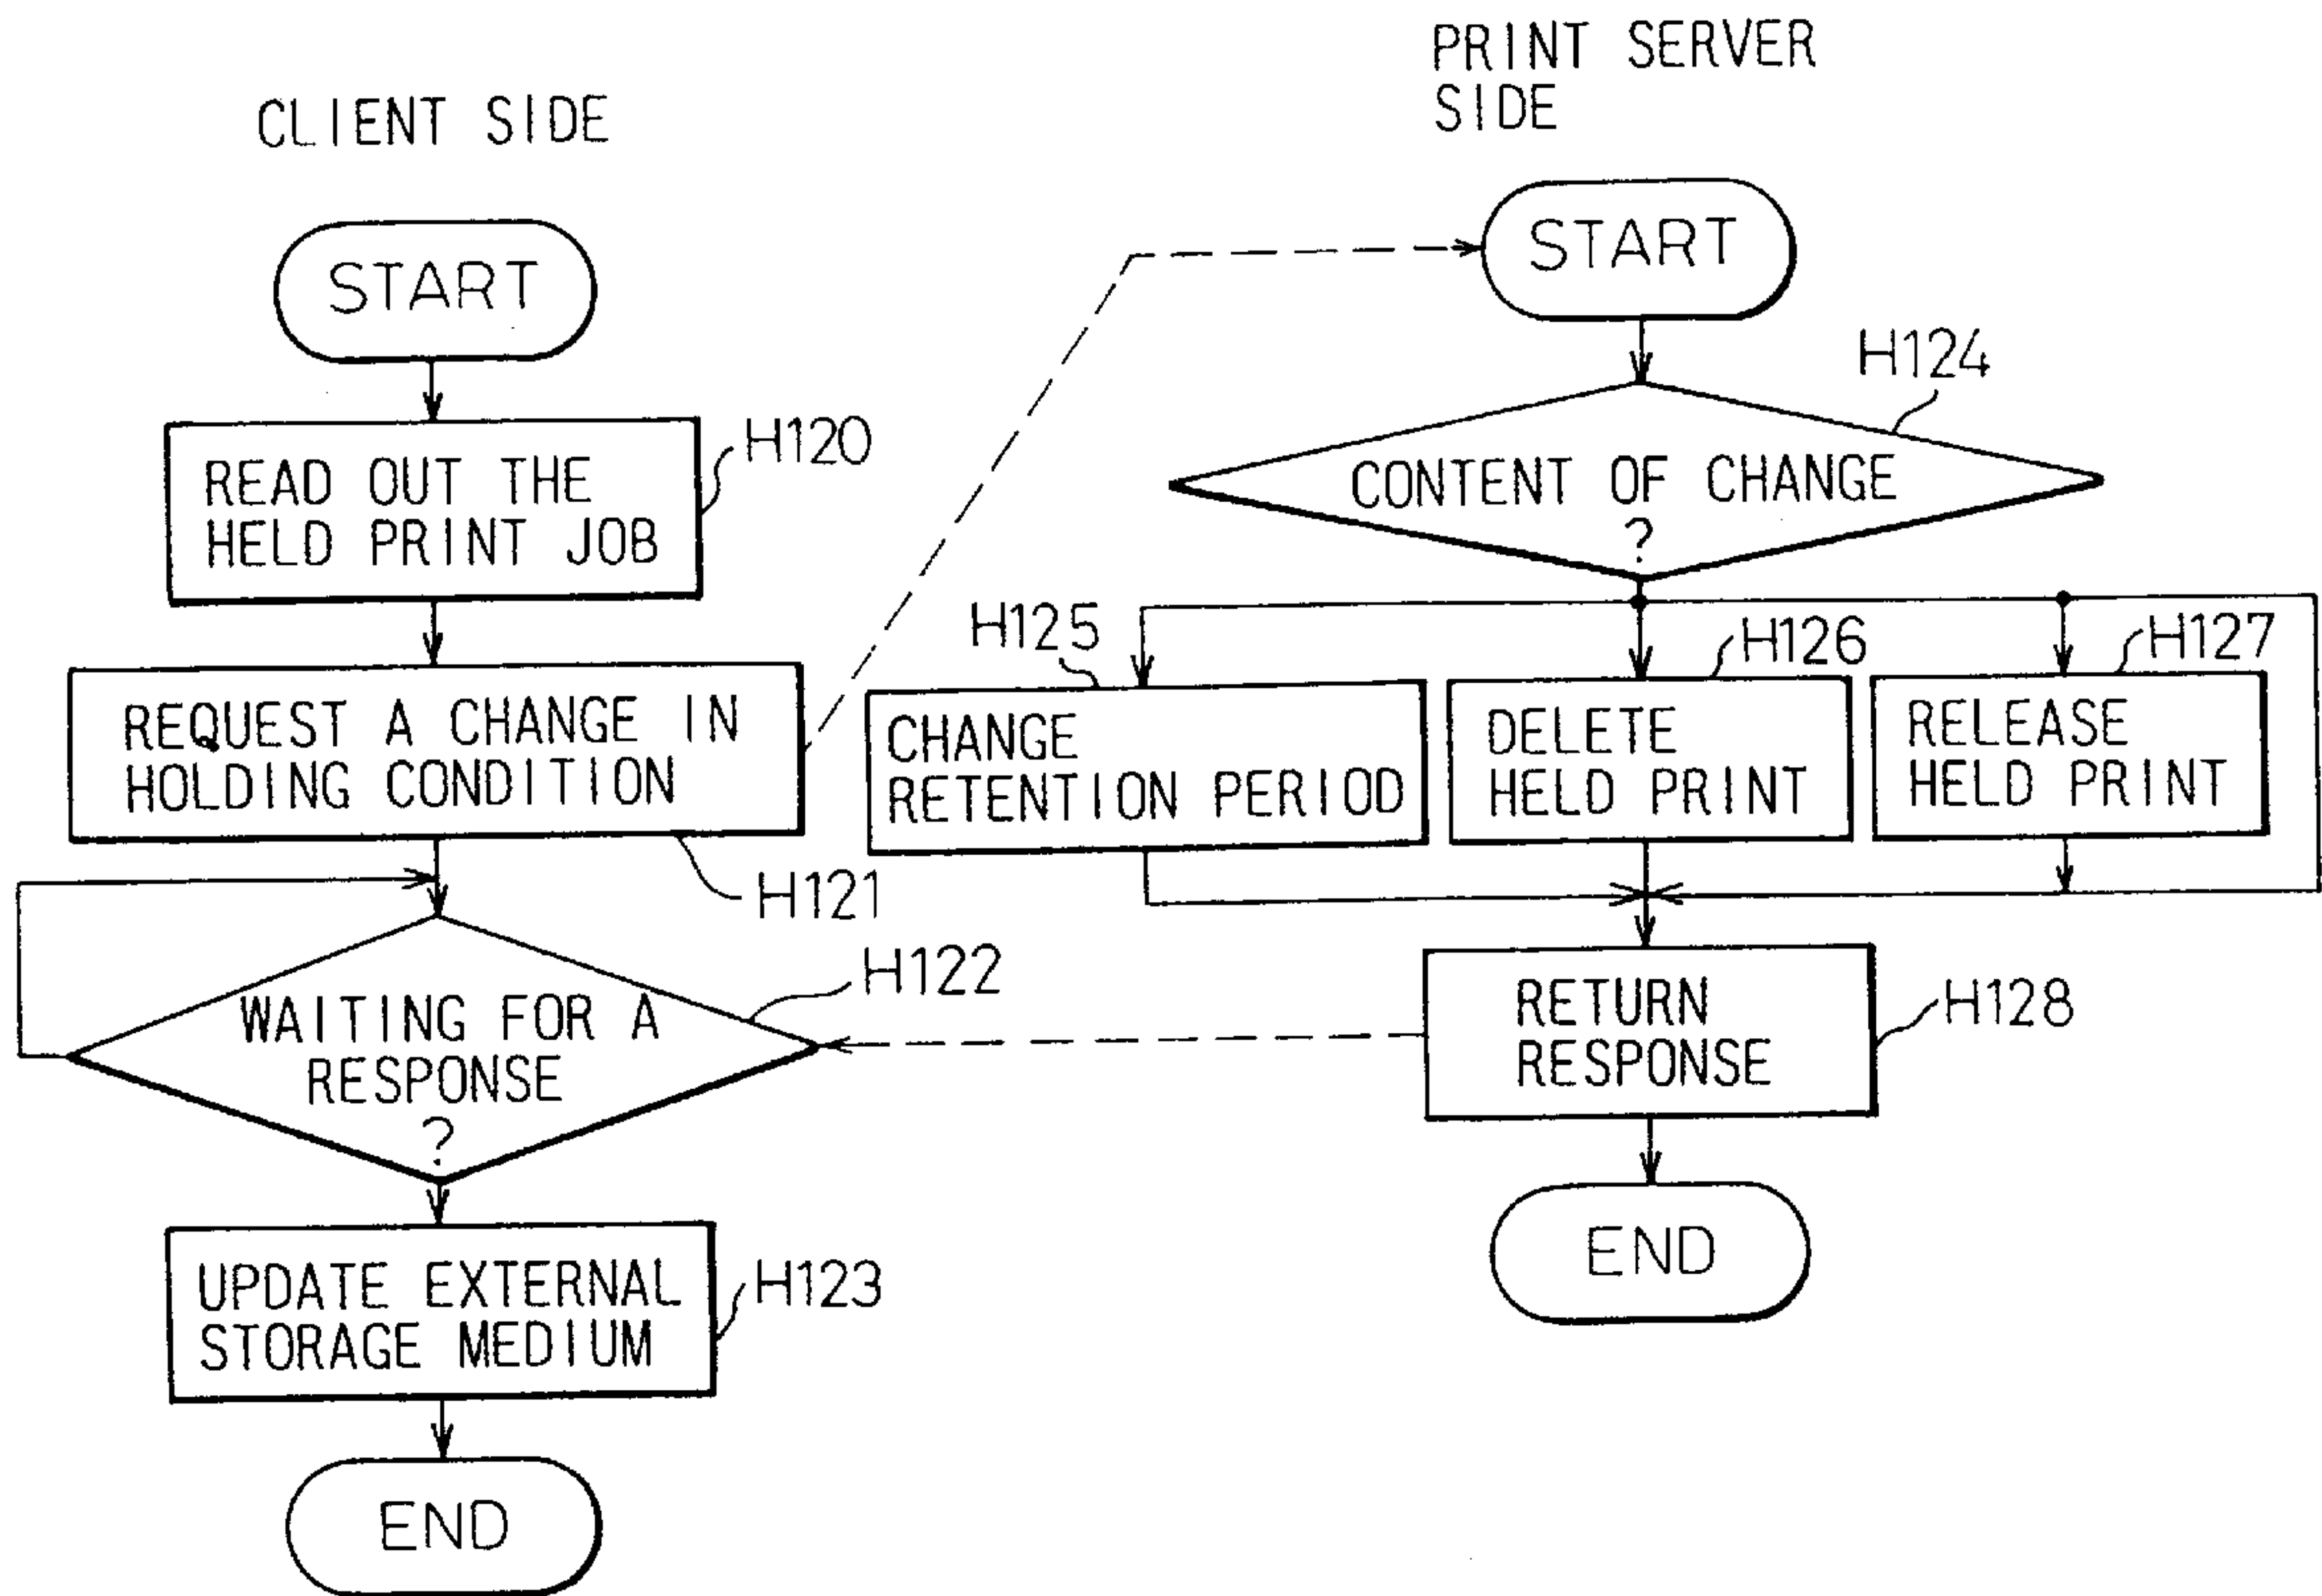 CLIENT SIDE
START
READ OUT THE
HELD PRINT JOB
H120
REQUEST A CHANGE IN
HOLDING CONDITION
H121
WAITING FOR A
RESPONSE
?
H122
UPDATE EXTERNAL
STORAGE MEDIUM
H123
END
PRINT SERVER
SIDE
START
H124
CONTENT OF CHANGE
?
H125
CHANGE
RETENTION PERIOD
H126
DELETE
HELD PRINT
H127
RELEASE
HELD PRINT
RETURN
RESPONSE
H128
END